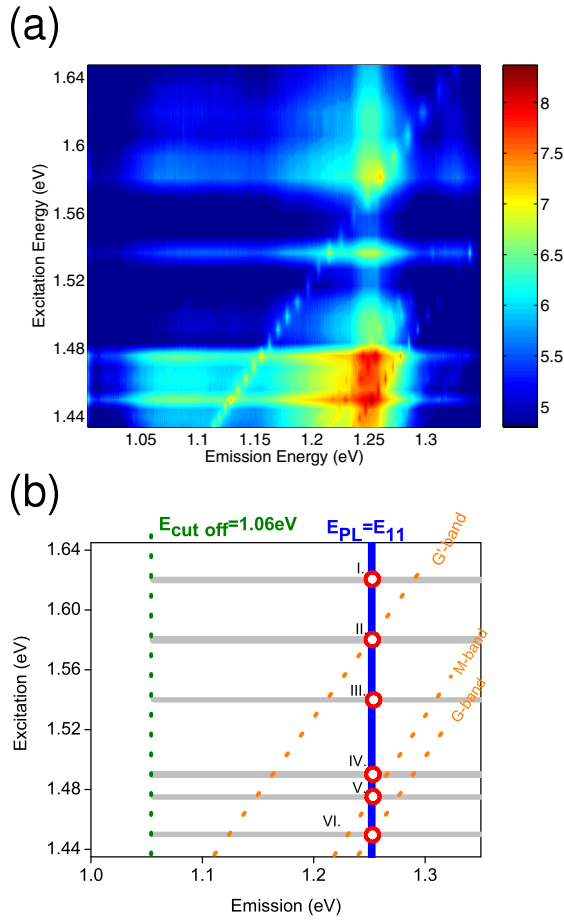 (a)
1.64
1.6
1.56
1.52
1.48
1.44
Excitation Energy (eV)
1.05 1.1 1.15 1.2 1.25 1.3
Emission Energy (eV)
8
7.5
7
6.5
6
5.5
5
(b)
Ecut off=1.06eV EPL=E11
G'-band
M-band
G-band
1.64
1.60
1.56
1.52
1.48
1.44
Excitation (eV)
I.
II.
III.
IV.
V.
VI.
1.0 1.1 1.2 1.3
Emission (eV)